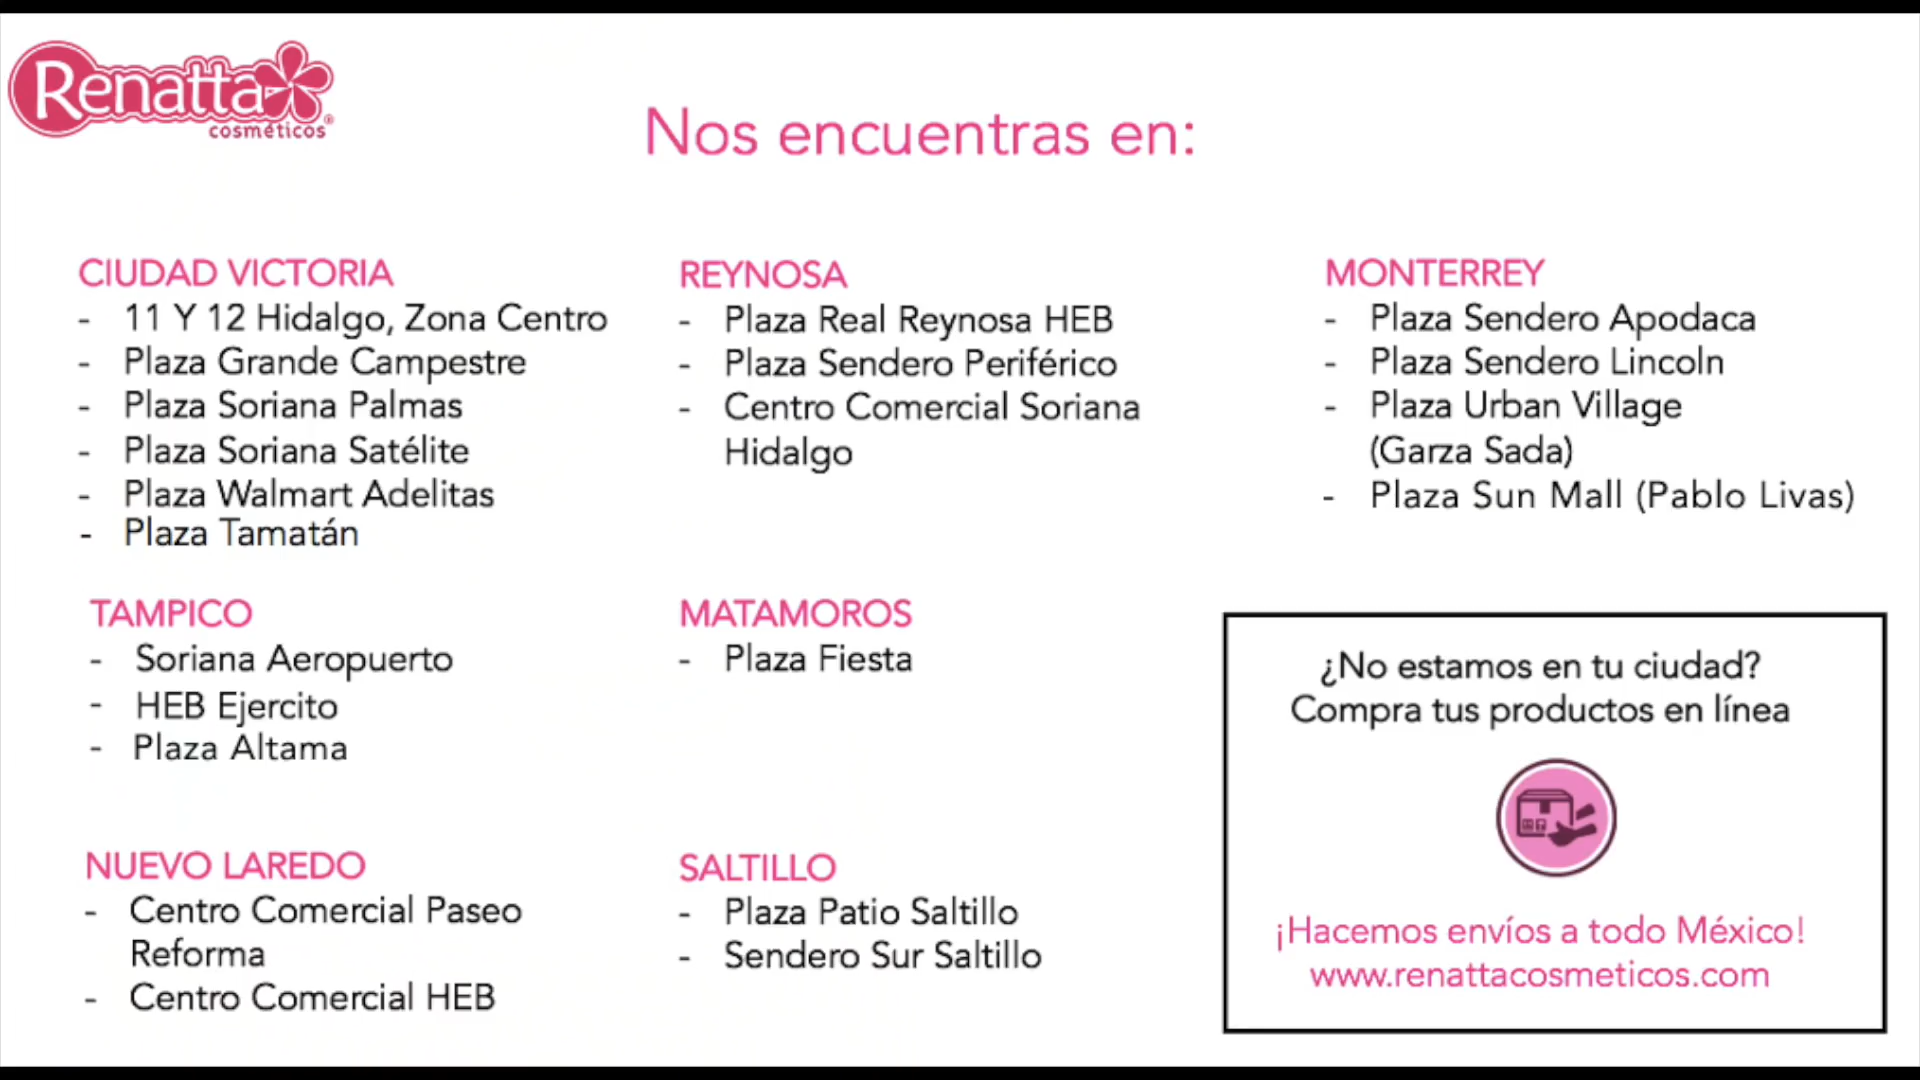 Renatta
cosméticos®
Nos encuentras en:
CIUDAD VICTORIA
- 11 Y 12 Hidalgo, Zona Centro
- Plaza Grande Campestre
- Plaza Soriana Palmas
- Plaza Soriana Satélite
- Plaza Walmart Adelitas
- Plaza Tamatán
REYNOSA
- Plaza Real Reynosa HEB
- Plaza Sendero Periférico
- Centro Comercial Soriana
Hidalgo
MONTERREY
- Plaza Sendero Apodaca
- Plaza Sendero Lincoln
- Plaza Urban Village
(Garza Sada)
- Plaza Sun Mall (Pablo Livas)
TAMPICO
- Soriana Aeropuerto
- HEB Ejercito
- Plaza Altama
MATAMOROS
- Plaza Fiesta
NUEVO LAREDO
- Centro Comercial Paseo
Reforma
- Centro Comercial HEB
SALTILLO
- Plaza Patio Saltillo
- Sendero Sur Saltillo
¿No estamos en tu ciudad?
Compra tus productos en línea
¡Hacemos envíos a todo México!
www.renattacosmeticos.com